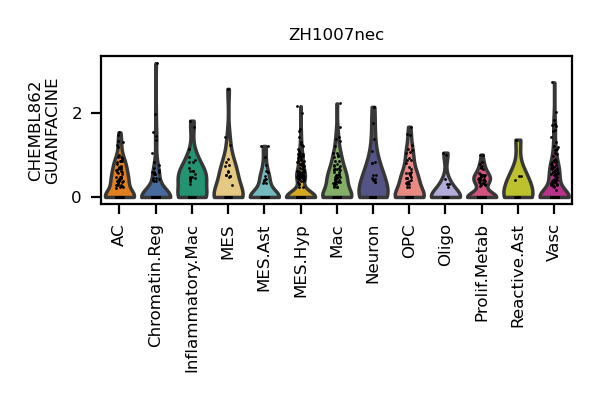 ZH1007nec
CHEMBL862
GUANFACINE
2
0
AC
Chromatin.Reg
Inflammatory.Mac
MES
MES.Ast
MES.Hyp
Mac
Neuron
OPC
Oligo
Prolif.Metab
Reactive.Ast
Vasc